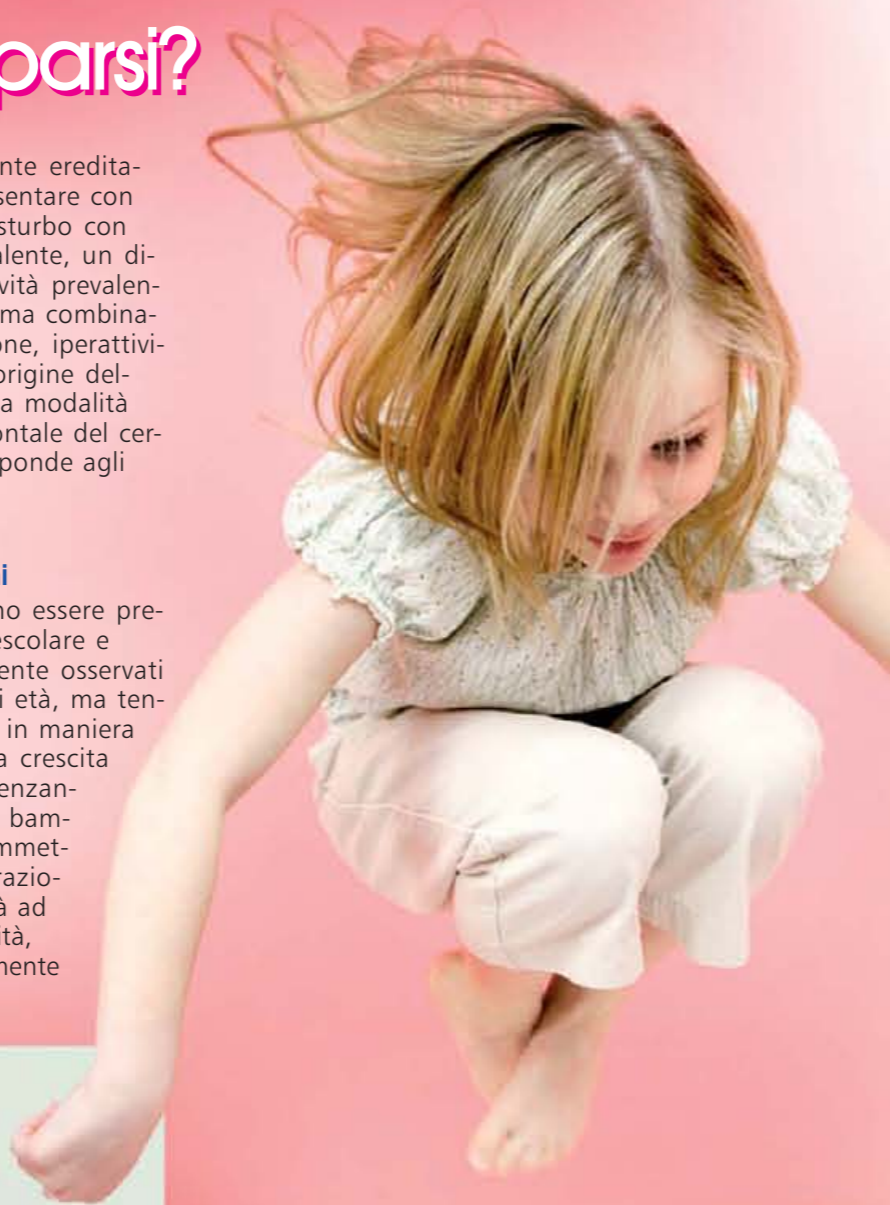 parsi?
nte eredita-
sentare con
sturbo con
alente, un di-
vità prevalen-
ma combina-
one, iperattivi-
origine del-
a modalità
ontale del cer-
ponde agli
i
no essere pre-
escolare e
ente osservati
i età, ma ten-
in maniera
a crescita
enzan-
bam-
mmet-
razio-
à ad
ità,
mente